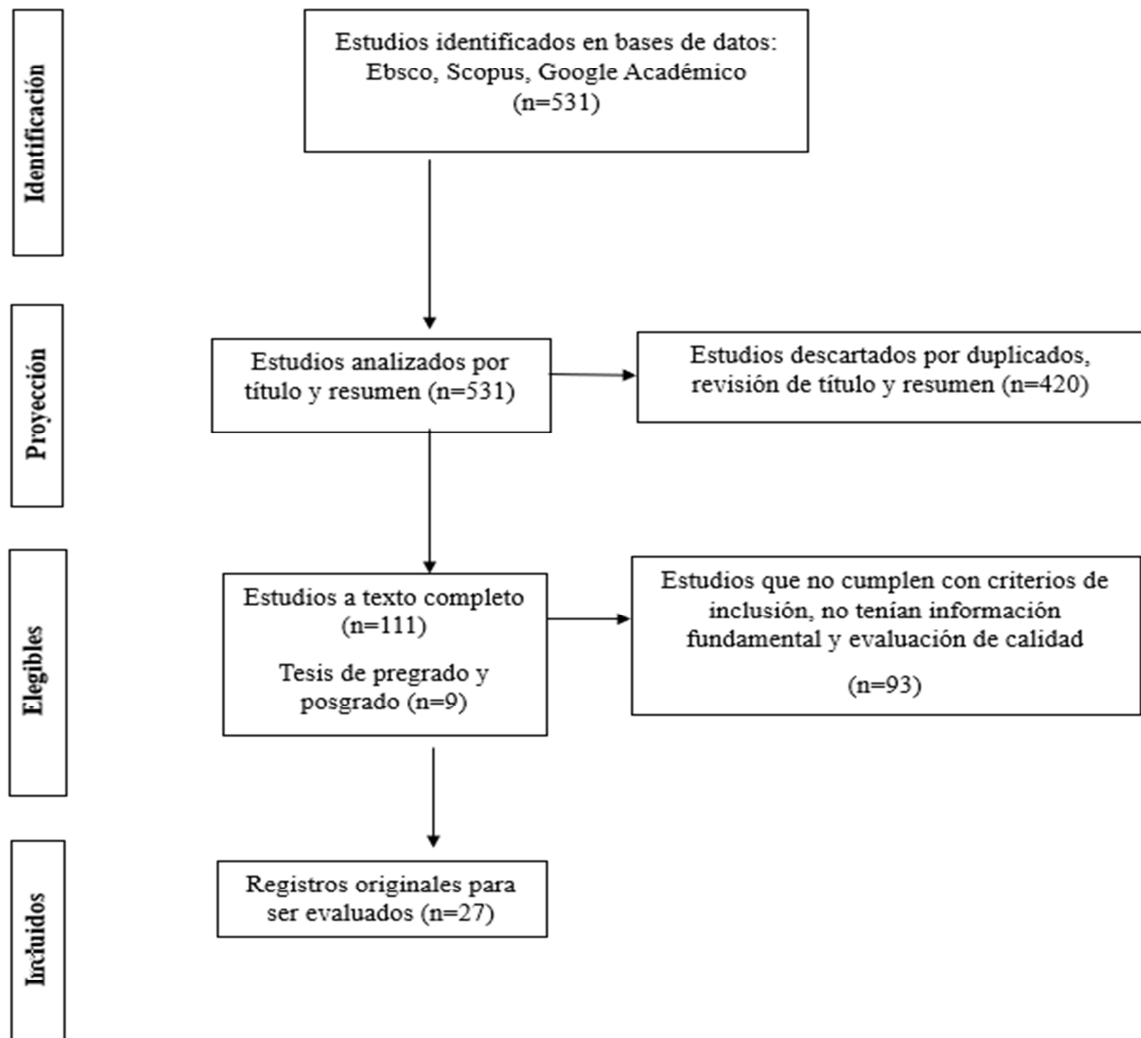 Identificación
Estudios identificados en bases de datos:
Ebsco, Scopus, Google Académico
(n=531)
Proyección
Estudios analizados por
título y resumen (n=531)
Estudios descartados por duplicados,
revisión de título y resumen (n=420)
Elegibles
Estudios a texto completo
(n=111)
Tesis de pregrado y
posgrado (n=9)
Estudios que no cumplen con criterios de
inclusión, no tenían información
fundamental y evaluación de calidad
(n=93)
Incluidos
Registros originales para
ser evaluados (n=27)